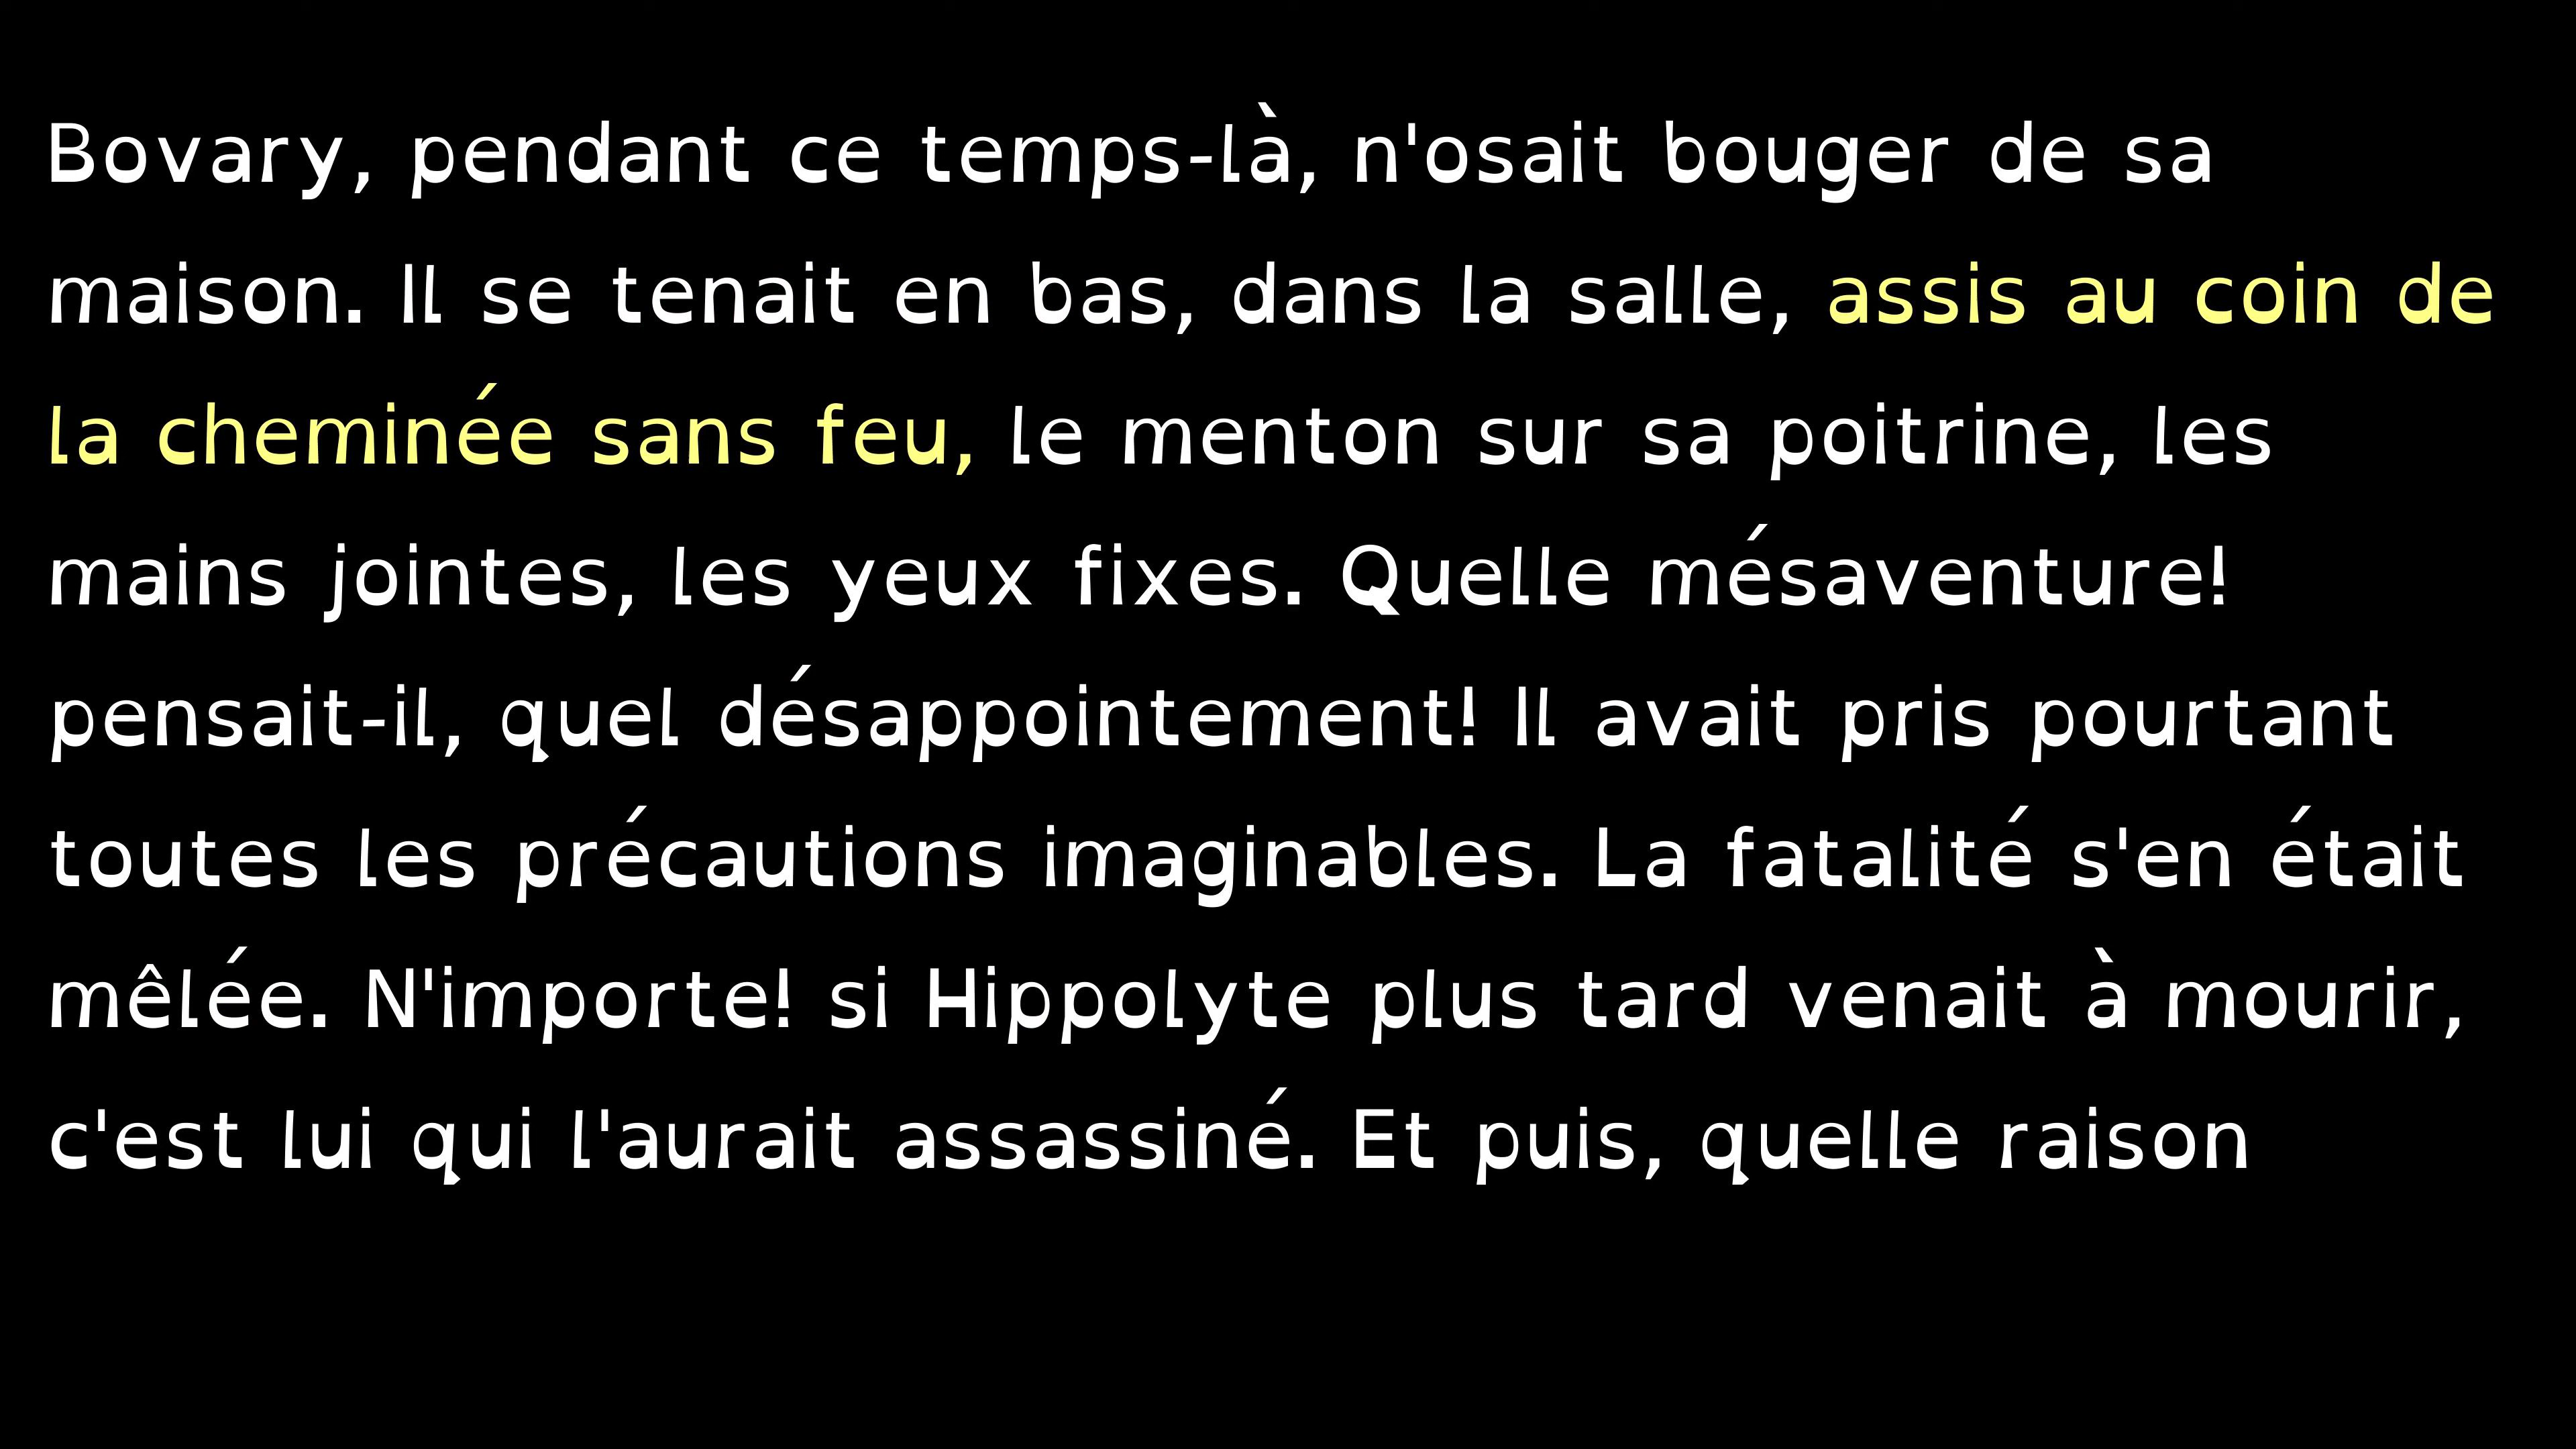 Bovary, pendant ce temps-là, n'osait bouger de sa
maison. Il se tenait en bas, dans la salle, assis au coin de
la cheminée sans feu, le menton sur sa poitrine, les
mains jointes, les yeux fixes. Quelle mésaventure!
pensait-il, quel désappointement! Il avait pris pourtant
toutes les précautions imaginables. La fatalité s'en était
mêlée. N'importe! si Hippolyte plus tard venait à mourir,
c'est lui qui l'aurait assassiné. Et puis, quelle raison